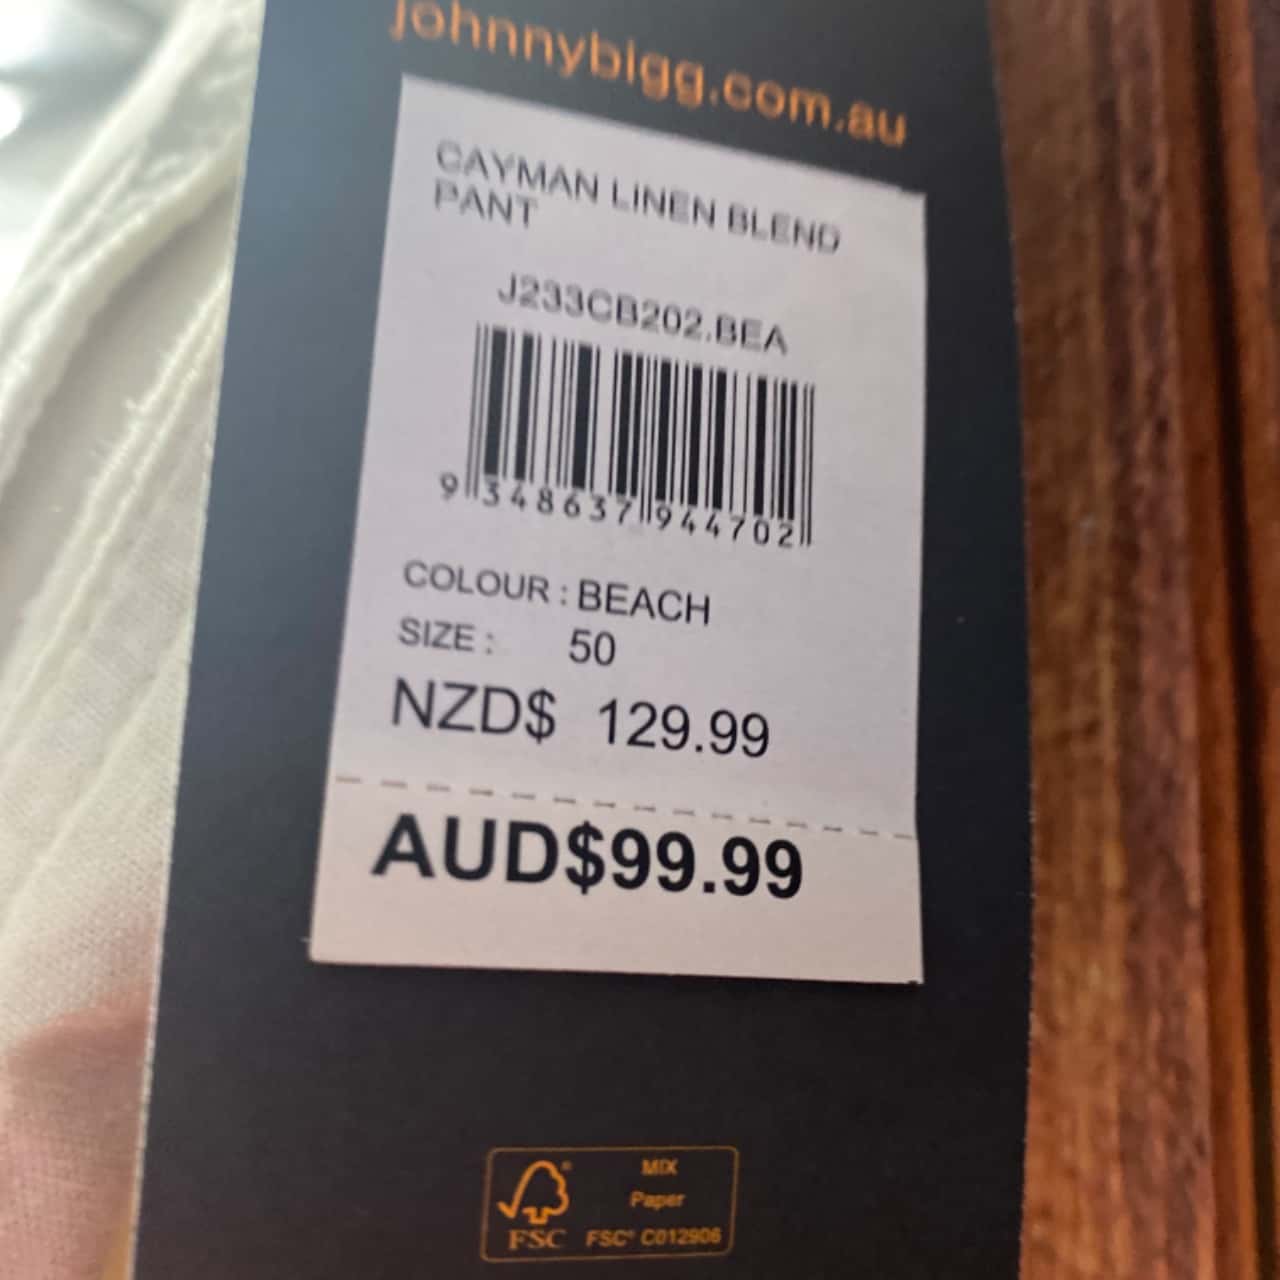 johnnybigg.com.au
CAYMAN LINEN BLEND
PANT
J233CB202.BEA
9 348637 944702
COLOUR : BEACH
SIZE : 50
NZD$ 129.99
AUD$99.99
MIX
Paper
FSC® C012906
FSC